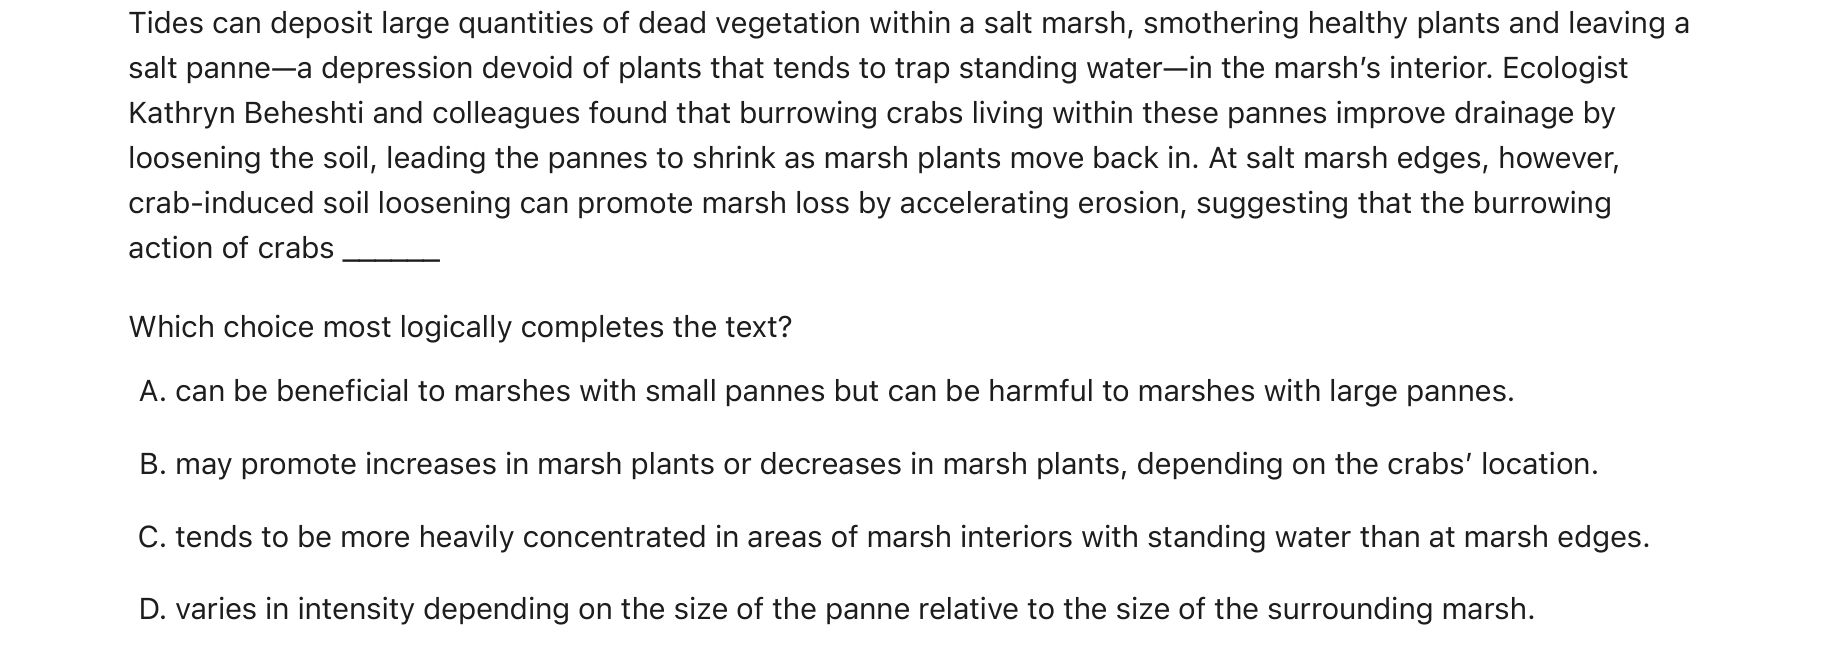 Tides can deposit large quantities of dead vegetation within a salt marsh, smothering healthy plants and leaving a
salt panne—a depression devoid of plants that tends to trap standing water—in the marsh’s interior. Ecologist
Kathryn Beheshti and colleagues found that burrowing crabs living within these pannes improve drainage by
loosening the soil, leading the pannes to shrink as marsh plants move back in. At salt marsh edges, however,
crab-induced soil loosening can promote marsh loss by accelerating erosion, suggesting that the burrowing
action of crabs ______
Which choice most logically completes the text?
A. can be beneficial to marshes with small pannes but can be harmful to marshes with large pannes.
B. may promote increases in marsh plants or decreases in marsh plants, depending on the crabs’ location.
C. tends to be more heavily concentrated in areas of marsh interiors with standing water than at marsh edges.
D. varies in intensity depending on the size of the panne relative to the size of the surrounding marsh.